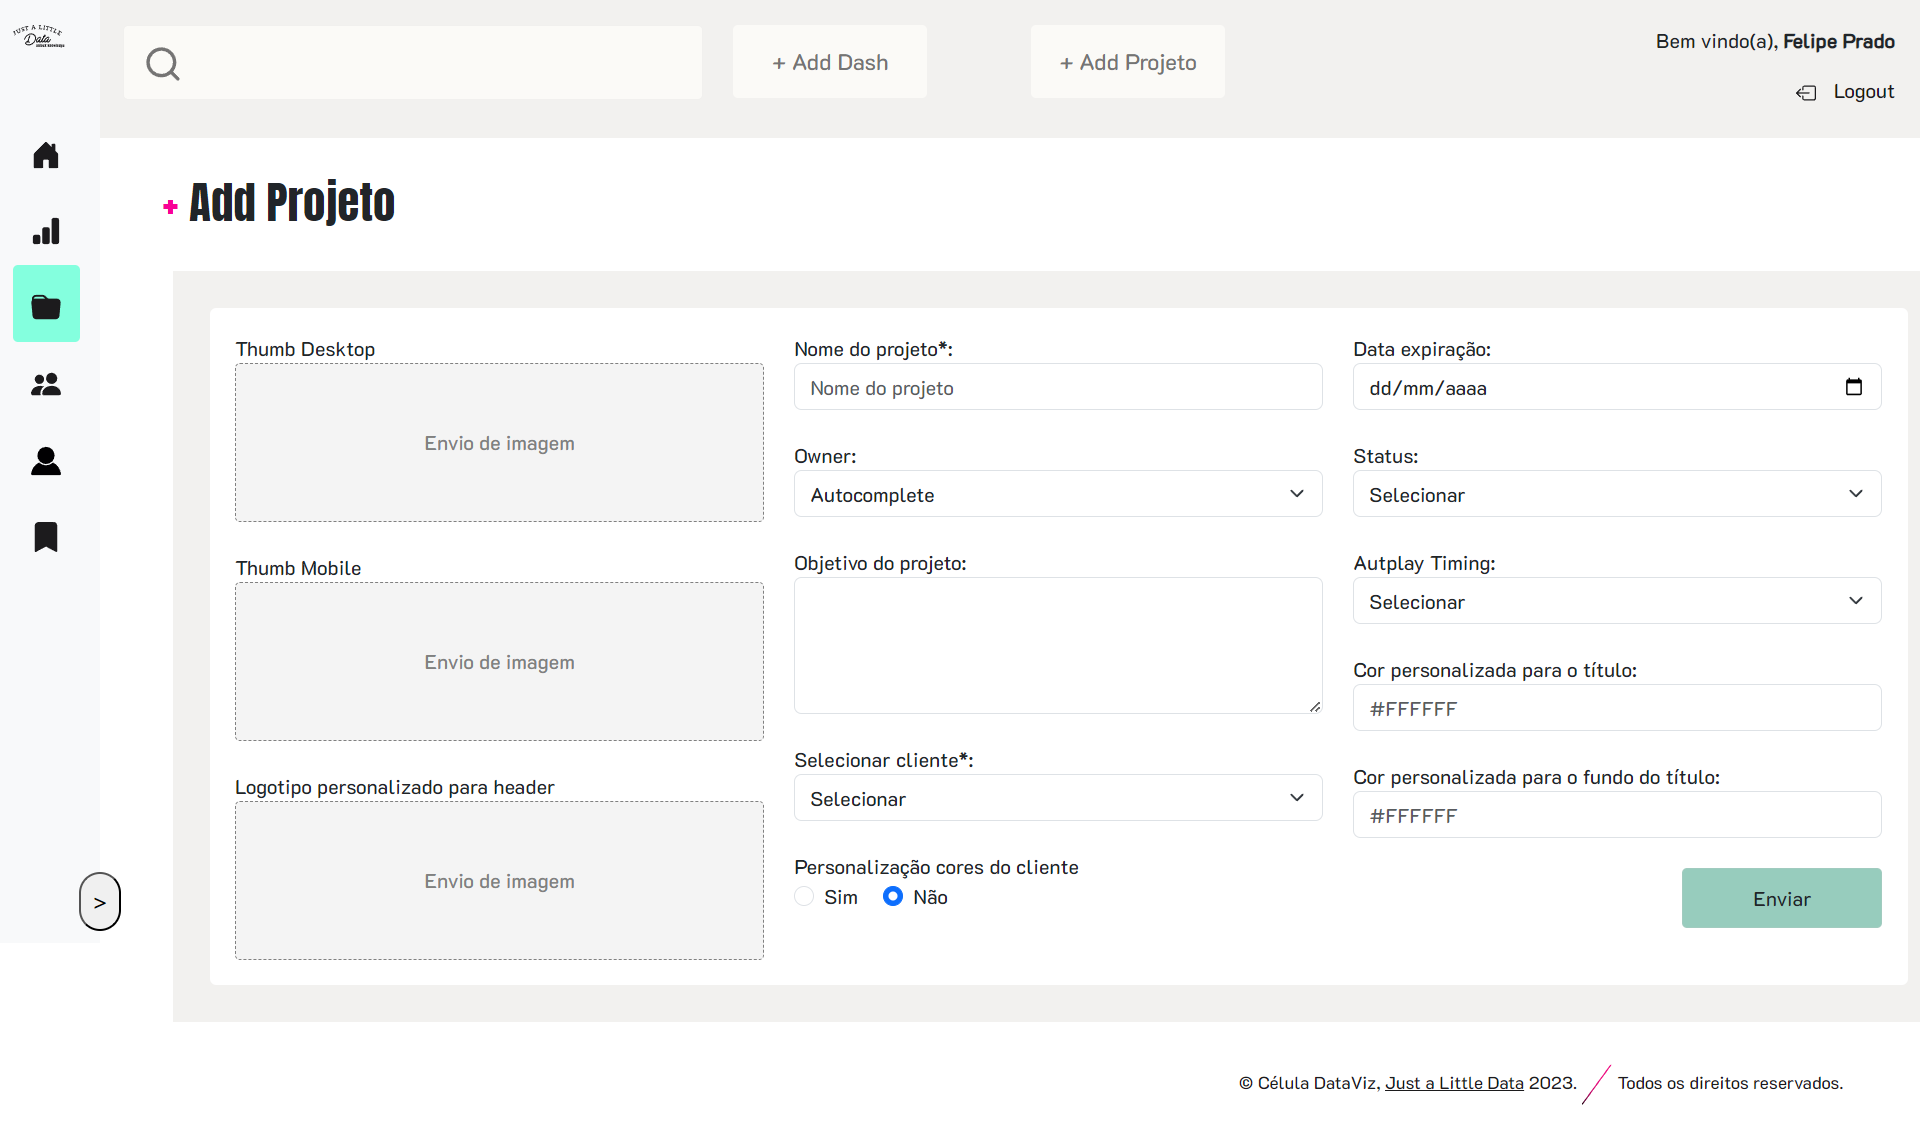 JUST A LITTLE
Data
+ Add Dash
+ Add Projeto
Bem vindo(a), Felipe Prado
Logout
+ Add Projeto
Thumb Desktop
Envio de imagem
Thumb Mobile
Envio de imagem
Logotipo personalizado para header
Envio de imagem
Nome do projeto*:
Nome do projeto
Owner:
Autocomplete
Objetivo do projeto:
Selecionar cliente*:
Selecionar
Personalização cores do cliente
Sim
Não
Data expiração:
dd/mm/aaaa
Status:
Selecionar
Autplay Timing:
Selecionar
Cor personalizada para o título:
#FFFFFF
Cor personalizada para o fundo do título:
#FFFFFF
Enviar
>
© Célula DataViz, Just a Little Data 2023.
Todos os direitos reservados.